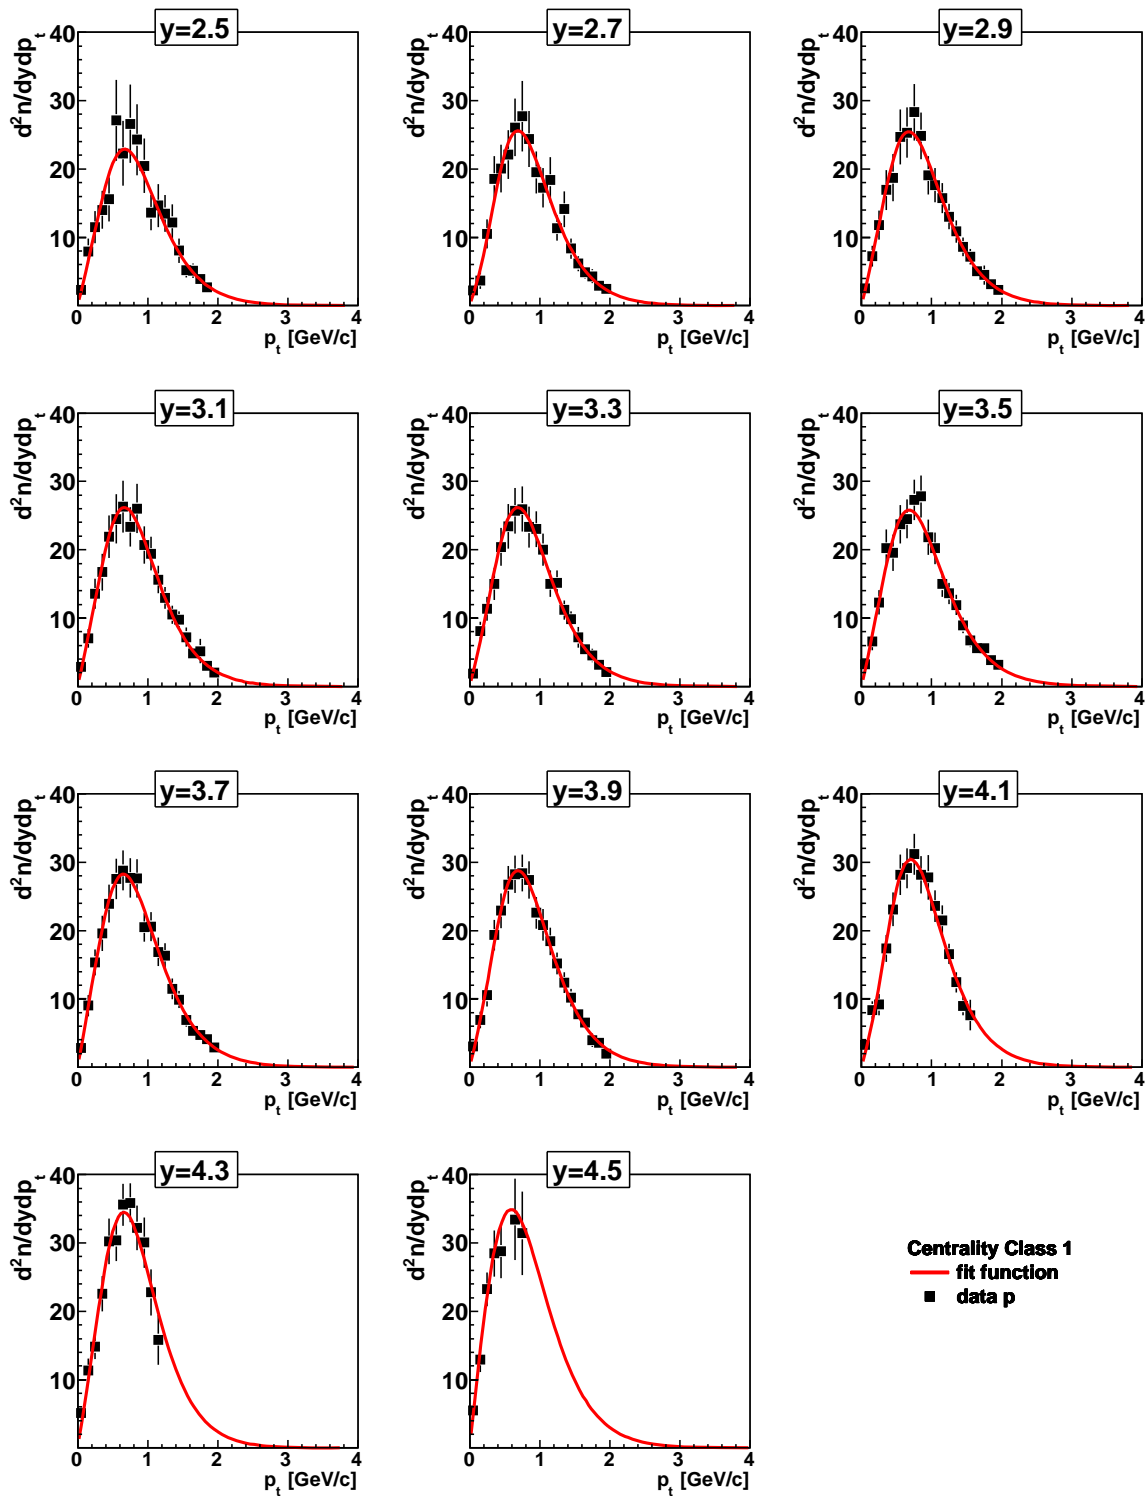 y=2.5
d²n/dydpₜ
40
30
20
10
0 1 2 3 4
pₜ [GeV/c]
y=2.7
d²n/dydpₜ
40
30
20
10
0 1 2 3 4
pₜ [GeV/c]
y=2.9
d²n/dydpₜ
40
30
20
10
0 1 2 3 4
pₜ [GeV/c]
y=3.1
d²n/dydpₜ
40
30
20
10
0 1 2 3 4
pₜ [GeV/c]
y=3.3
d²n/dydpₜ
40
30
20
10
0 1 2 3 4
pₜ [GeV/c]
y=3.5
d²n/dydpₜ
40
30
20
10
0 1 2 3 4
pₜ [GeV/c]
y=3.7
d²n/dydpₜ
40
30
20
10
0 1 2 3 4
pₜ [GeV/c]
y=3.9
d²n/dydpₜ
40
30
20
10
0 1 2 3 4
pₜ [GeV/c]
y=4.1
d²n/dydpₜ
40
30
20
10
0 1 2 3 4
pₜ [GeV/c]
y=4.3
d²n/dydpₜ
40
30
20
10
0 1 2 3 4
pₜ [GeV/c]
y=4.5
d²n/dydpₜ
40
30
20
10
0 1 2 3 4
pₜ [GeV/c]
Centrality Class 1
fit function
data p